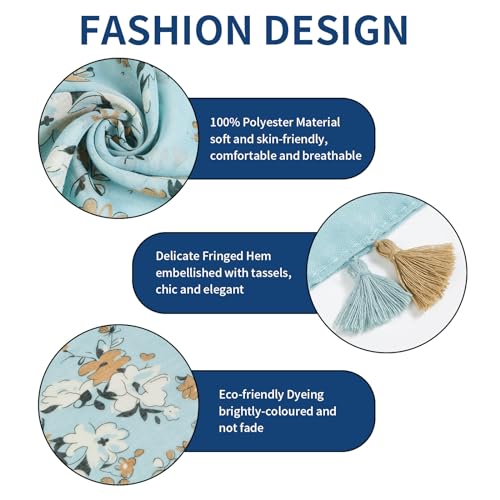 FASHION DESIGN
100% Polyester Material
soft and skin-friendly,
comfortable and breathable
Delicate Fringed Hem
embellished with tassels,
chic and elegant
Eco-friendly Dyeing
brightly-coloured and
not fade